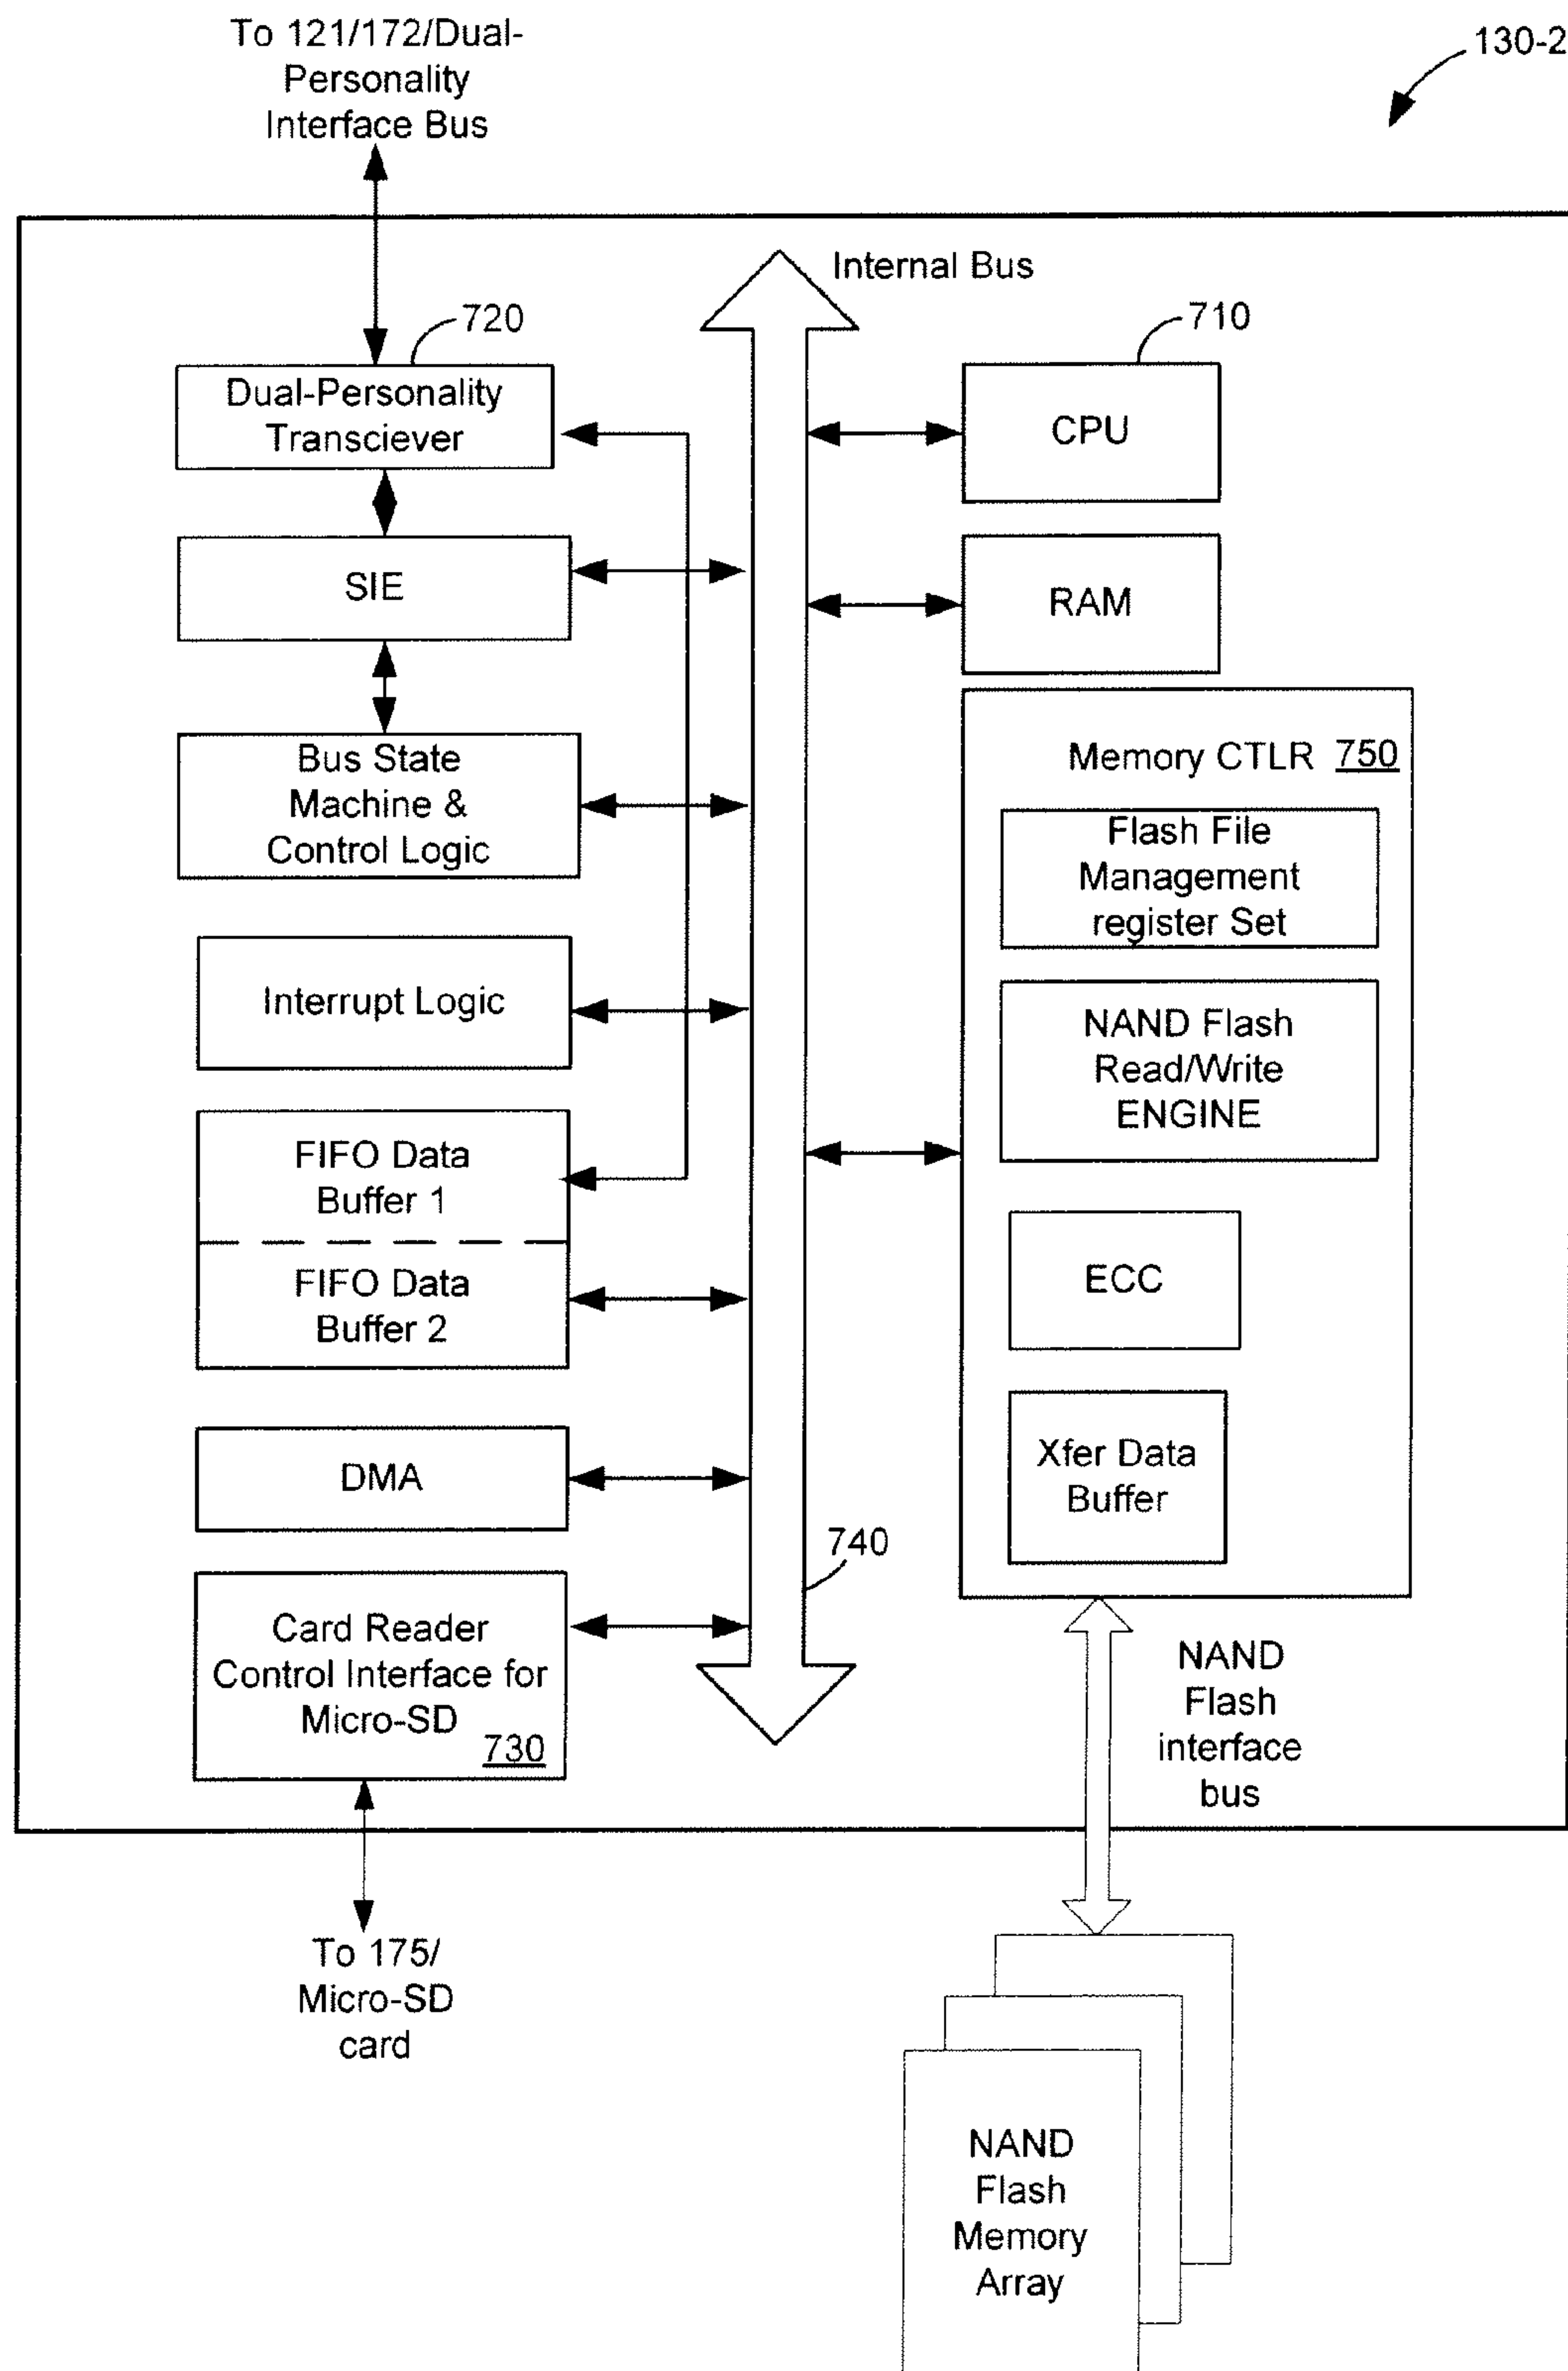 To 121/172/Dual-
Personality
Interface Bus
130-2
Internal Bus
720
710
Dual-Personality
Transciever
CPU
SIE
RAM
Bus State
Machine &
Control Logic
Memory CTLR 750
Flash File
Management
register Set
Interrupt Logic
NAND Flash
Read/Write
ENGINE
FIFO Data
Buffer 1
FIFO Data
Buffer 2
ECC
DMA
Xfer Data
Buffer
740
Card Reader
Control Interface for
Micro-SD
730
NAND
Flash
interface
bus
To 175/
Micro-SD
card
NAND
Flash
Memory
Array